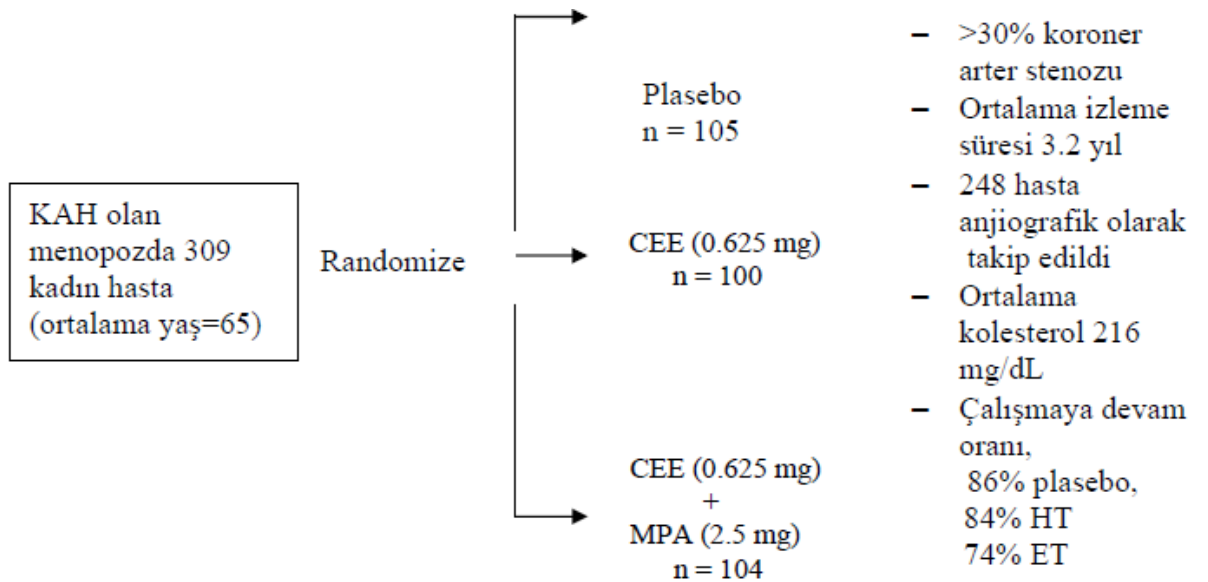 KAH olan
menopozda 309
kadın hasta
(ortalama yaş=65)
Randomize
Plasebo
n = 105
CEE (0.625 mg)
n = 100
CEE (0.625 mg)
+
MPA (2.5 mg)
n = 104
– >30% koroner
arter stenozu
– Ortalama izleme
süresi 3.2 yıl
– 248 hasta
anjiografik olarak
takip edildi
– Ortalama
kolesterol 216
mg/dL
– Çalışmaya devam
oranı,
86% plasebo,
84% HT
74% ET